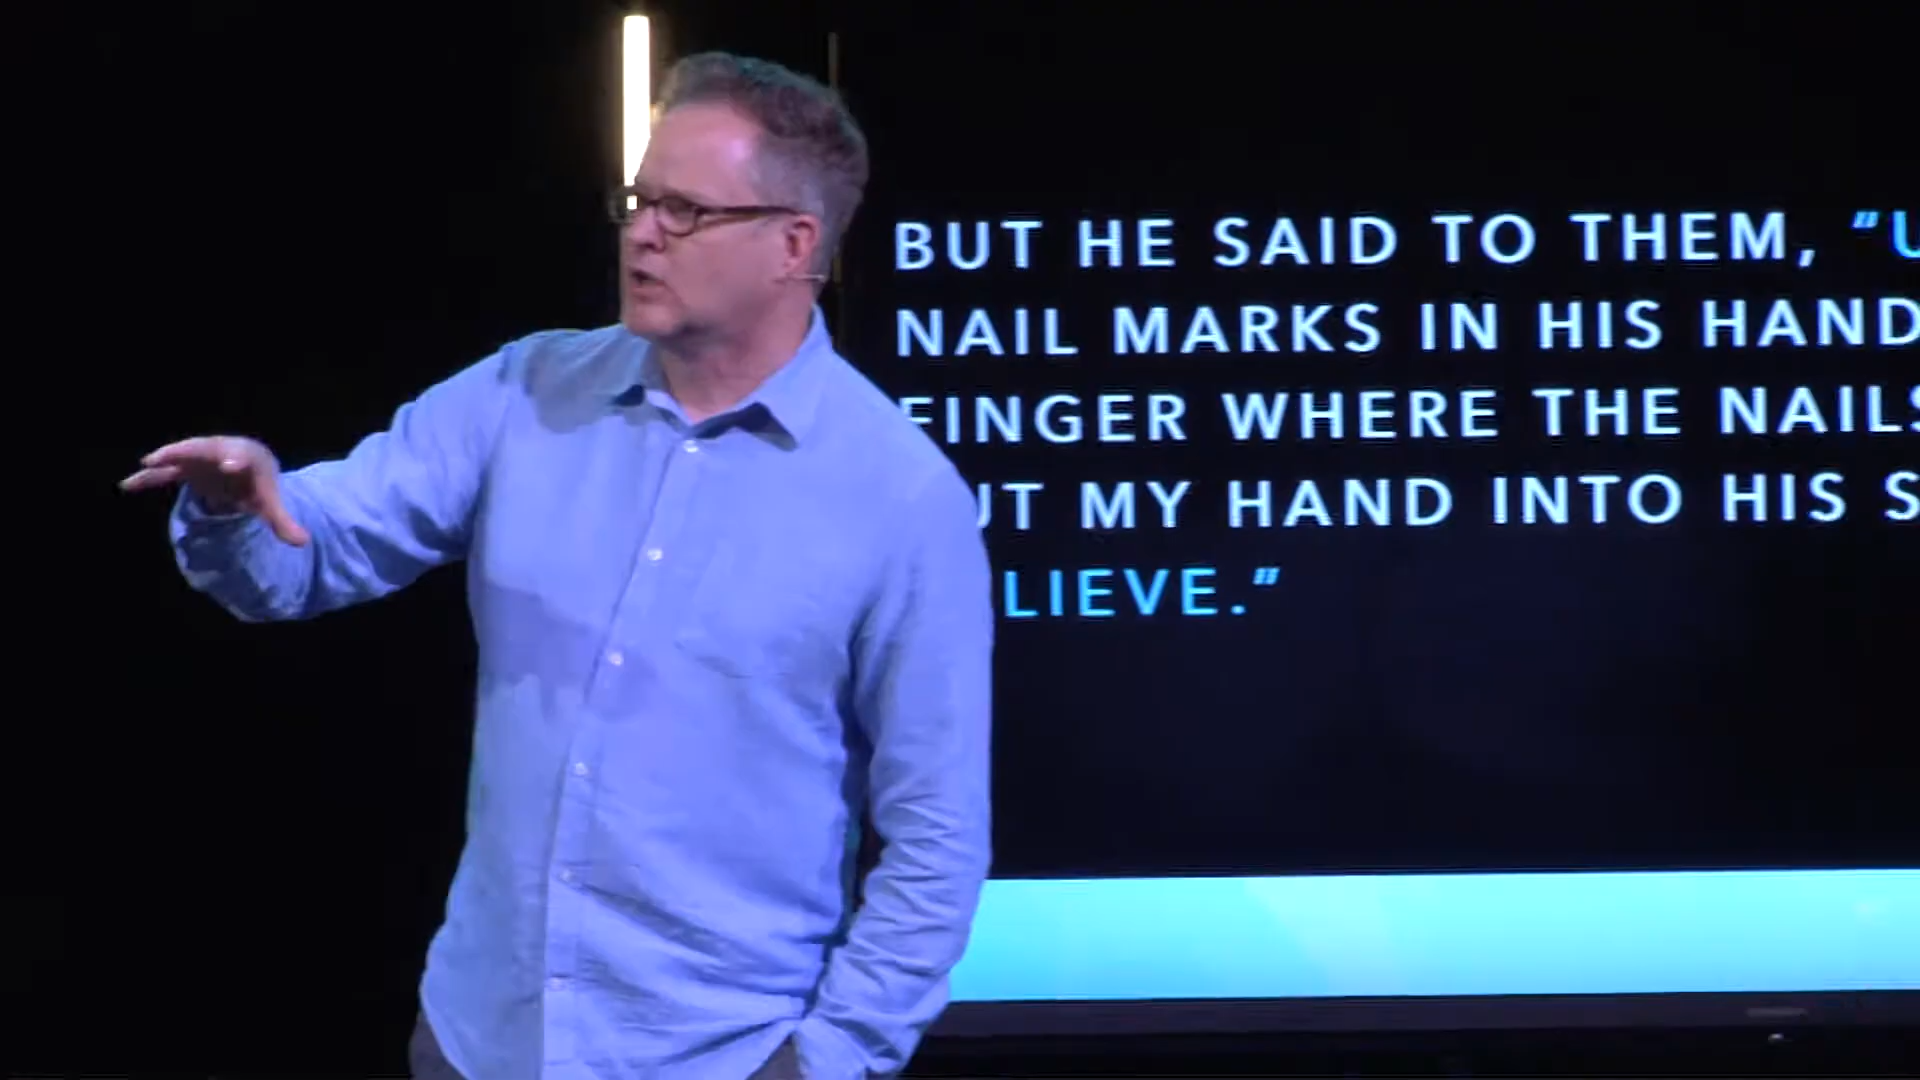 BUT HE SAID TO THEM, "U
NAIL MARKS IN HIS HAND
FINGER WHERE THE NAILS
UT MY HAND INTO HIS S
LIEVE."